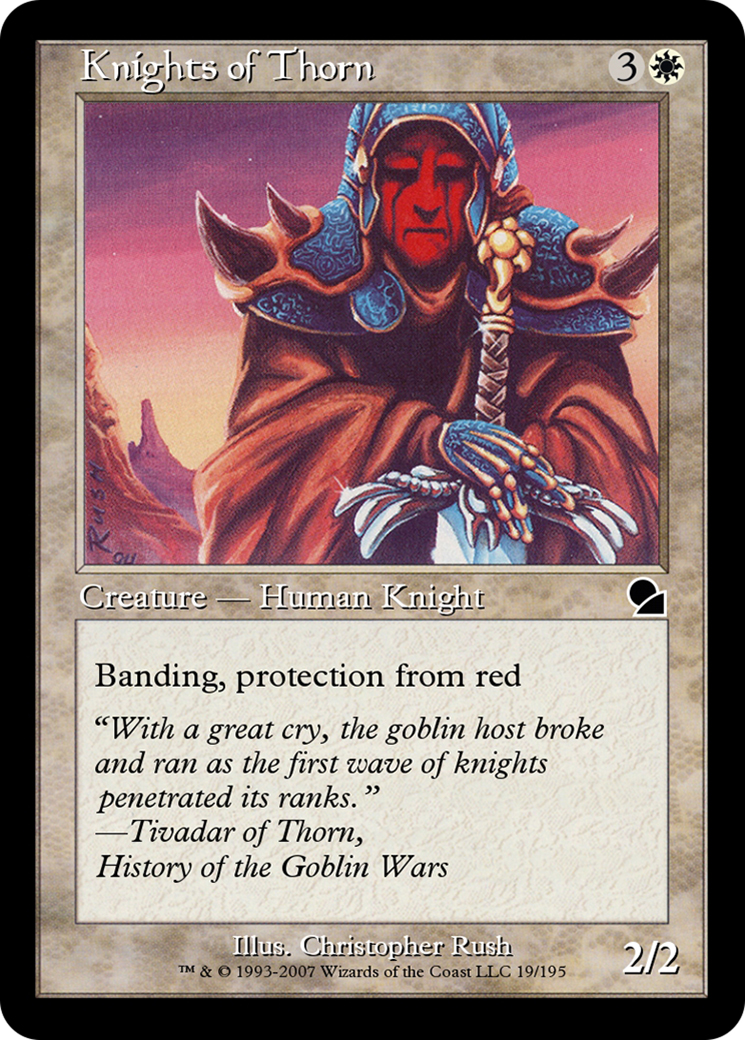 Knights of Thorn 3
RUSH
94
Creature — Human Knight
Banding, protection from red
“With a great cry, the goblin host broke
and ran as the first wave of knights
penetrated its ranks.”
—Tivadar of Thorn,
History of the Goblin Wars
Illus. Christopher Rush
™ & © 1993-2007 Wizards of the Coast LLC 19/195
2/2